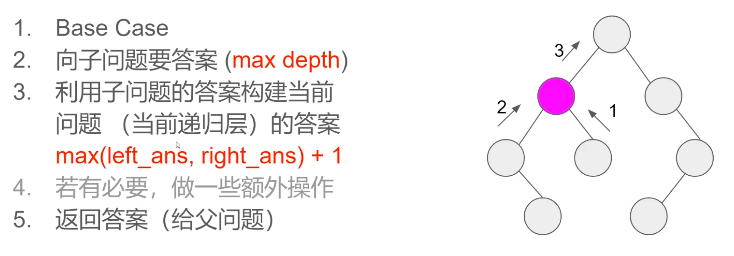 1. Base Case
2. 向子问题要答案 (max depth)
3. 利用子问题的答案构建当前
问题 （当前递归层）的答案
max(left_ans, right_ans) + 1
4. 若有必要，做一些额外操作
5. 返回答案（给父问题）
3
2
1